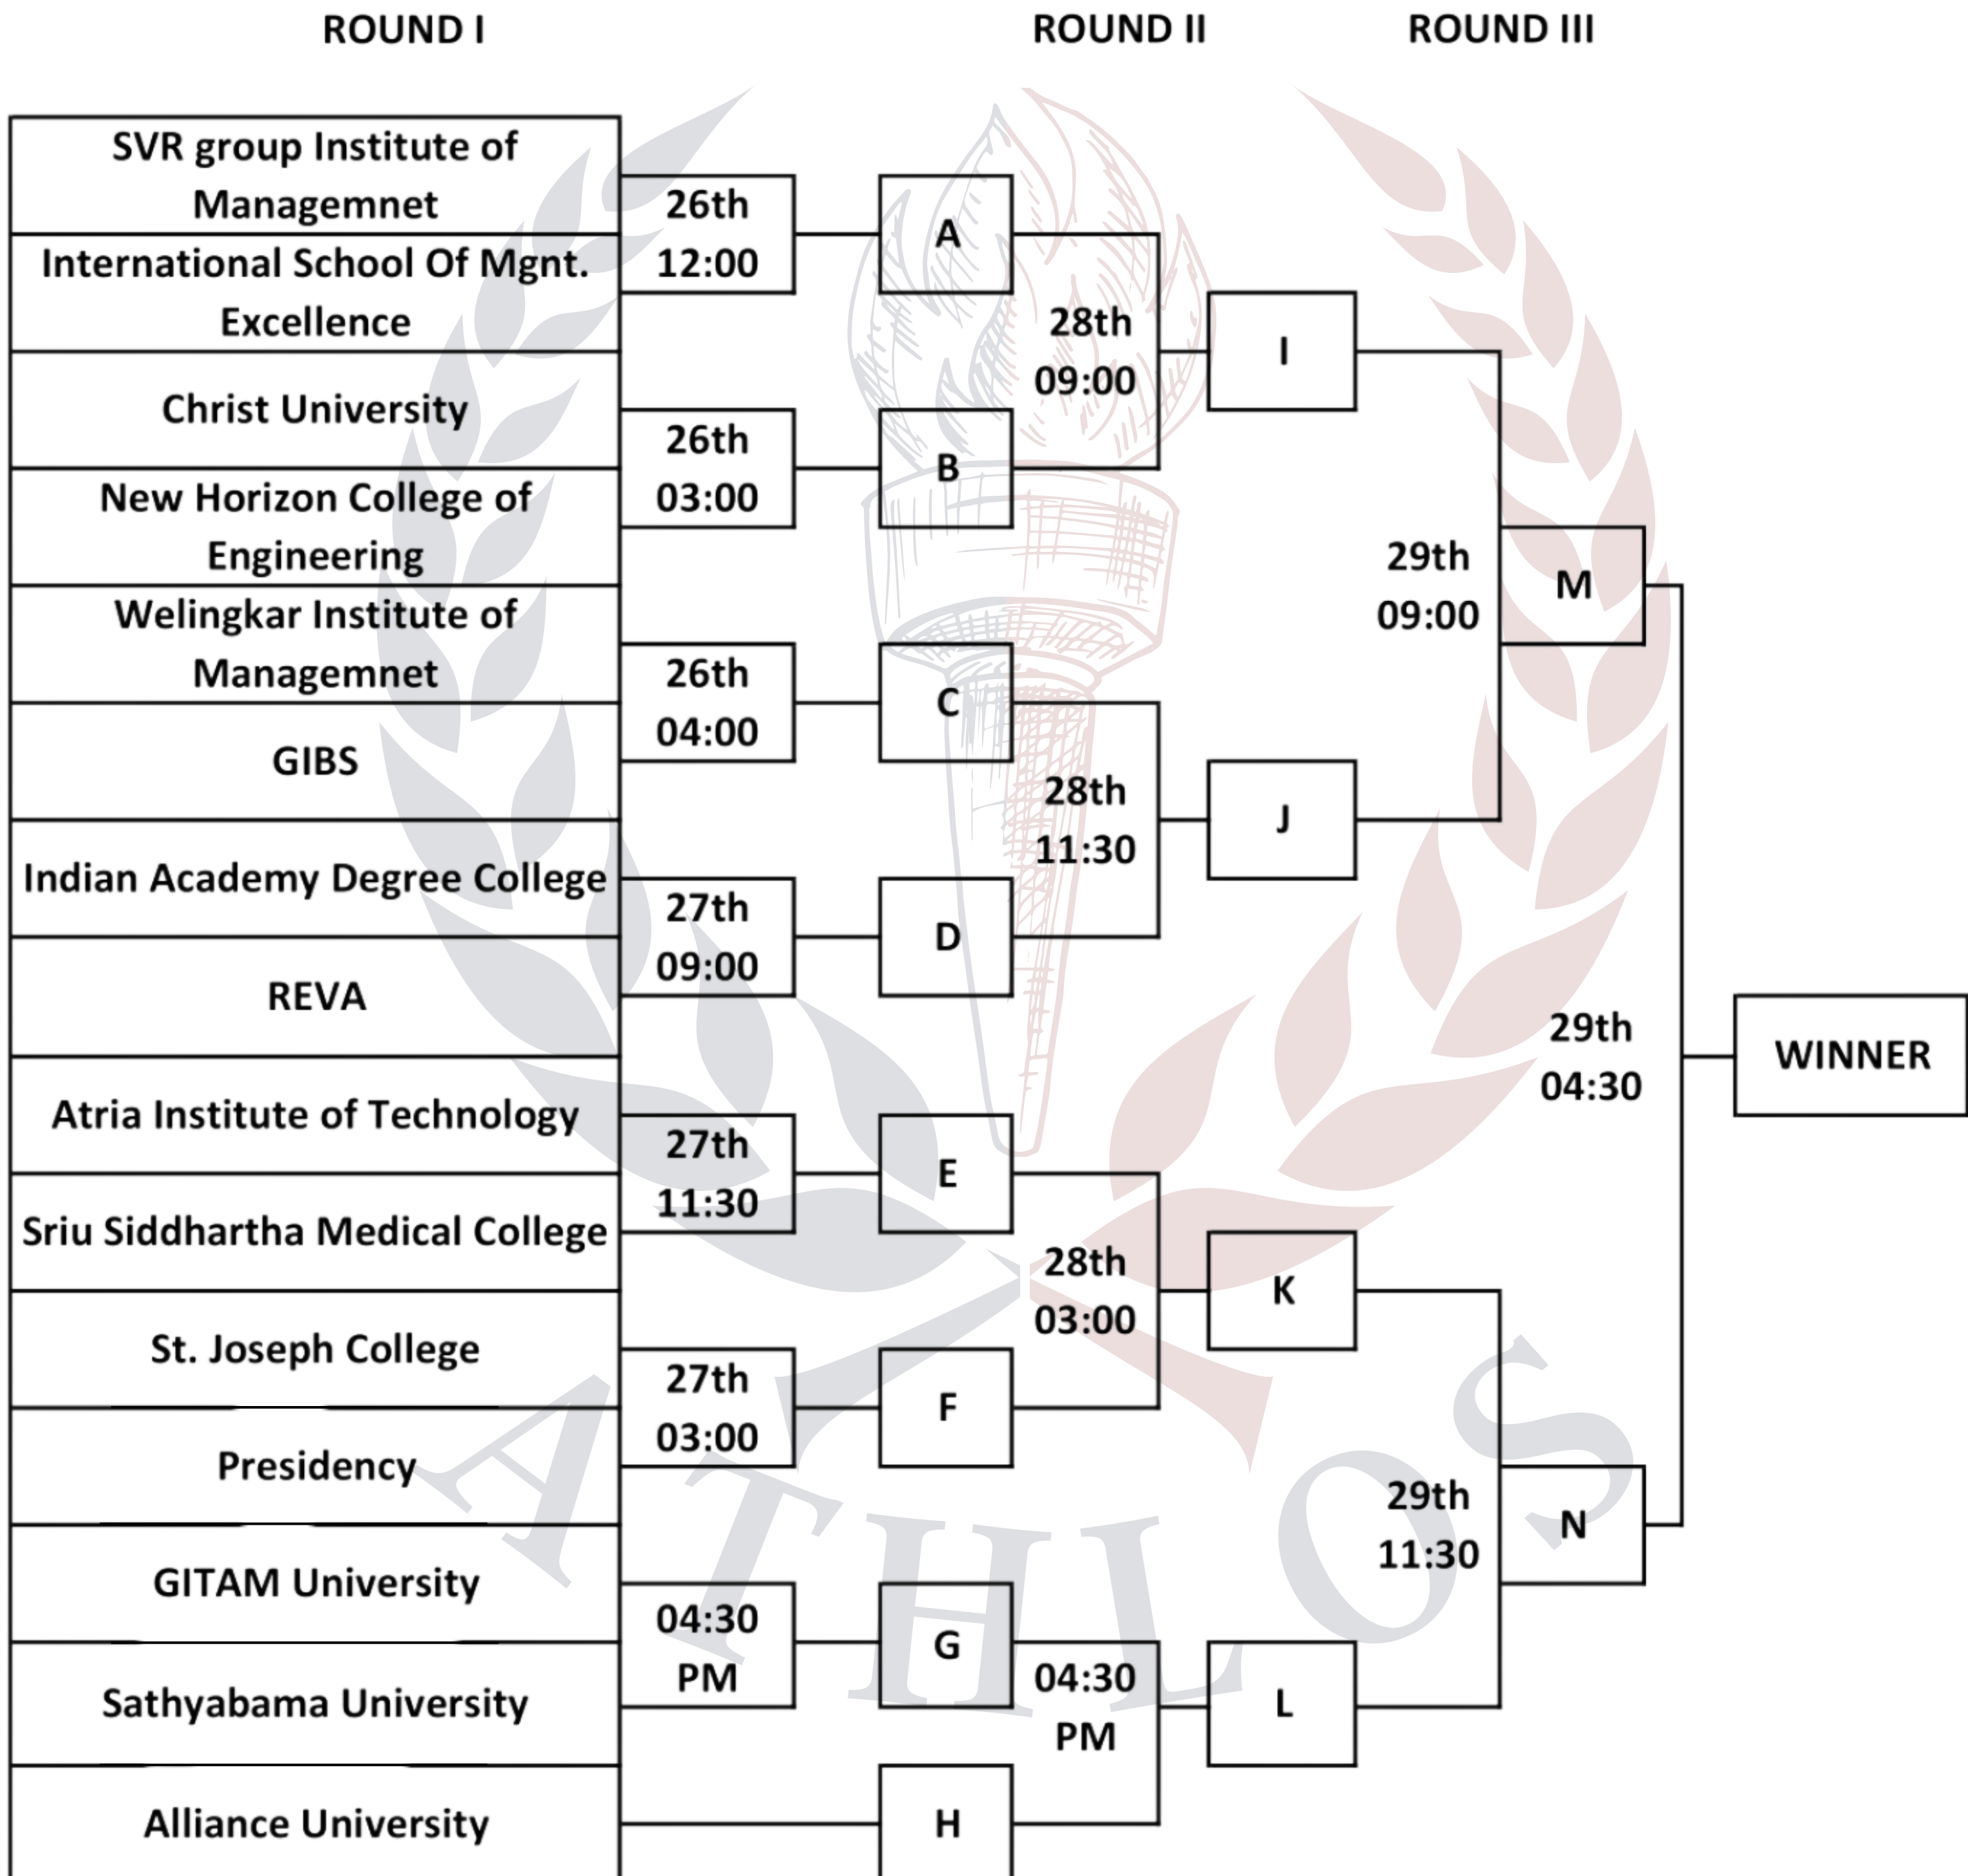 ROUND I
ROUND II
ROUND III
SVR group Institute of
Managemnet
International School Of Mgnt.
Excellence
Christ University
New Horizon College of
Engineering
Welingkar Institute of
Managemnet
GIBS
Indian Academy Degree College
REVA
Atria Institute of Technology
Sriu Siddhartha Medical College
St. Joseph College
Presidency
GITAM University
Sathyabama University
Alliance University
26th
12:00
26th
03:00
26th
04:00
27th
09:00
27th
11:30
27th
03:00
04:30
PM
A
B
C
D
E
F
G
H
28th
09:00
28th
11:30
28th
03:00
04:30
PM
I
J
K
L
29th
09:00
29th
11:30
M
N
29th
04:30
WINNER
ATHLOS